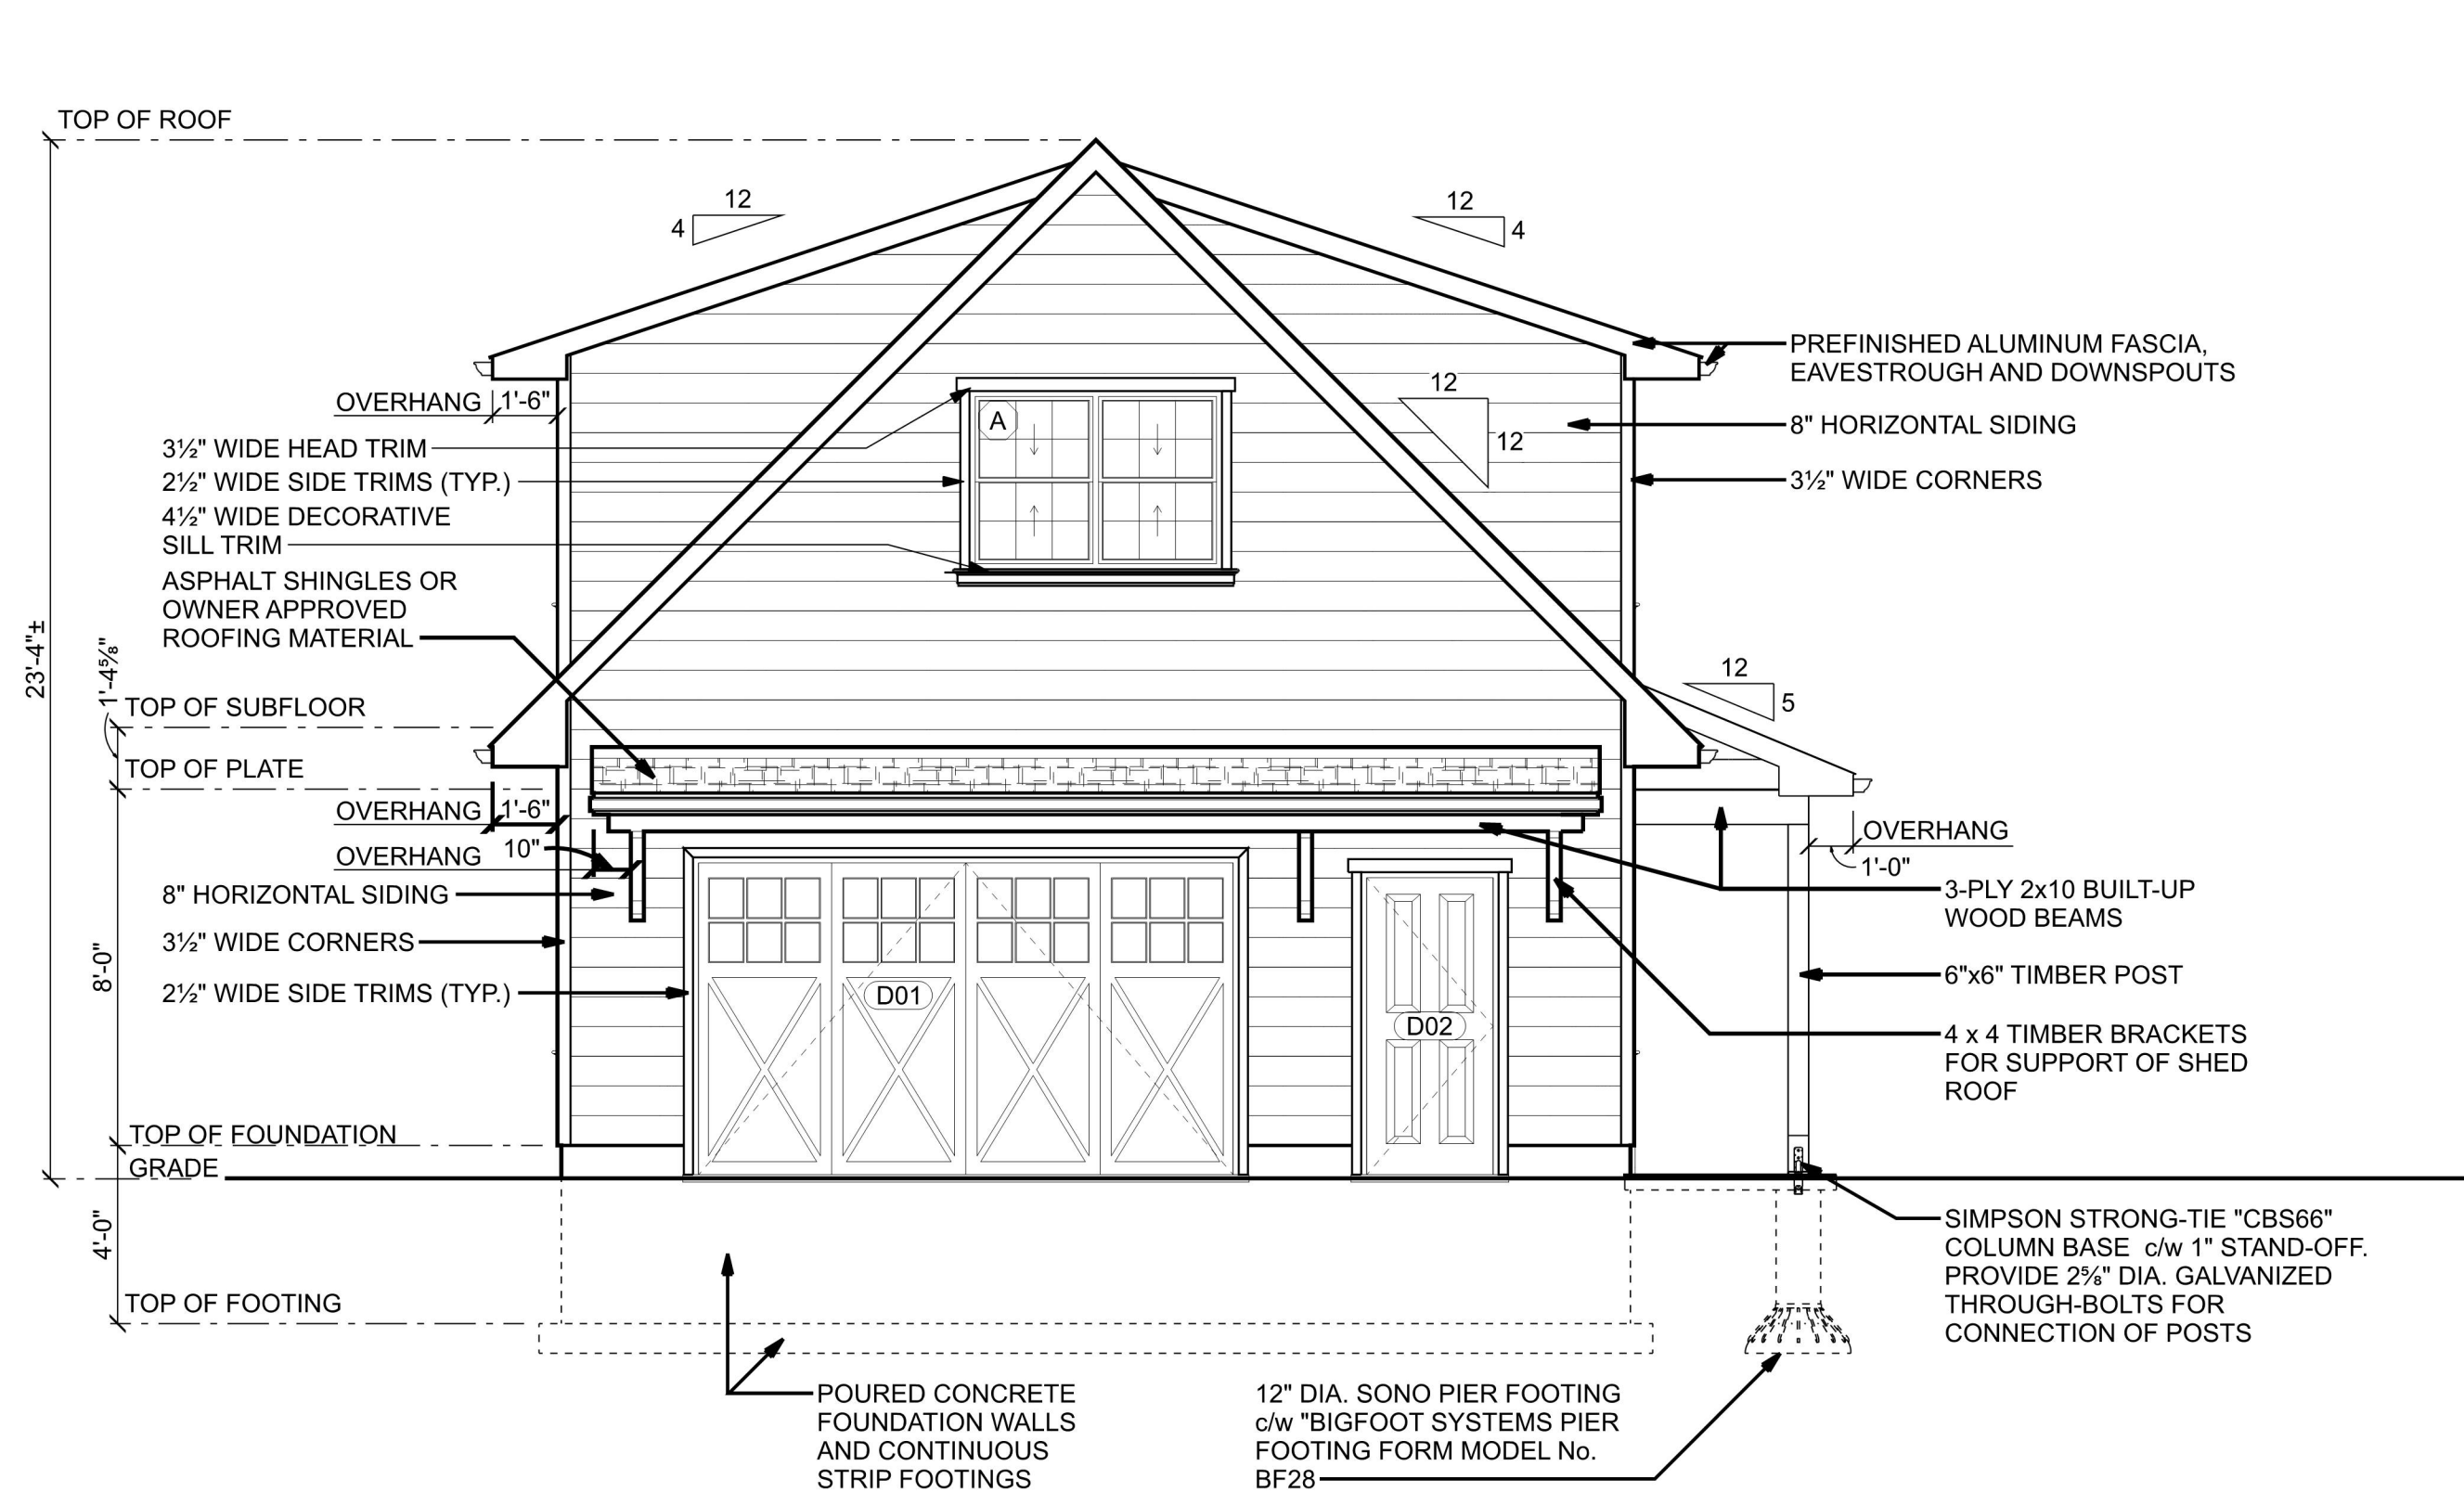 TOP OF ROOF
12
4
12
4
PREFINISHED ALUMINUM FASCIA,
EAVESTROUGH AND DOWNSPOUTS
12
12
OVERHANG 1'-6"
A
8" HORIZONTAL SIDING
3½" WIDE HEAD TRIM
2½" WIDE SIDE TRIMS (TYP.)
3½" WIDE CORNERS
4½" WIDE DECORATIVE
SILL TRIM
ASPHALT SHINGLES OR
OWNER APPROVED
ROOFING MATERIAL
23'-4"±
1'-4⅝"
12
5
TOP OF SUBFLOOR
TOP OF PLATE
OVERHANG 1'-6"
OVERHANG 10"
OVERHANG
1'-0"
8" HORIZONTAL SIDING
3-PLY 2x10 BUILT-UP
WOOD BEAMS
3½" WIDE CORNERS
8'-0"
6"x6" TIMBER POST
2½" WIDE SIDE TRIMS (TYP.)
D01
D02
4 x 4 TIMBER BRACKETS
FOR SUPPORT OF SHED
ROOF
TOP OF FOUNDATION
GRADE
4'-0"
SIMPSON STRONG-TIE "CBS66"
COLUMN BASE c/w 1" STAND-OFF.
PROVIDE 2⅝" DIA. GALVANIZED
THROUGH-BOLTS FOR
CONNECTION OF POSTS
TOP OF FOOTING
POURED CONCRETE
FOUNDATION WALLS
AND CONTINUOUS
STRIP FOOTINGS
12" DIA. SONO PIER FOOTING
c/w "BIGFOOT SYSTEMS PIER
FOOTING FORM MODEL No.
BF28